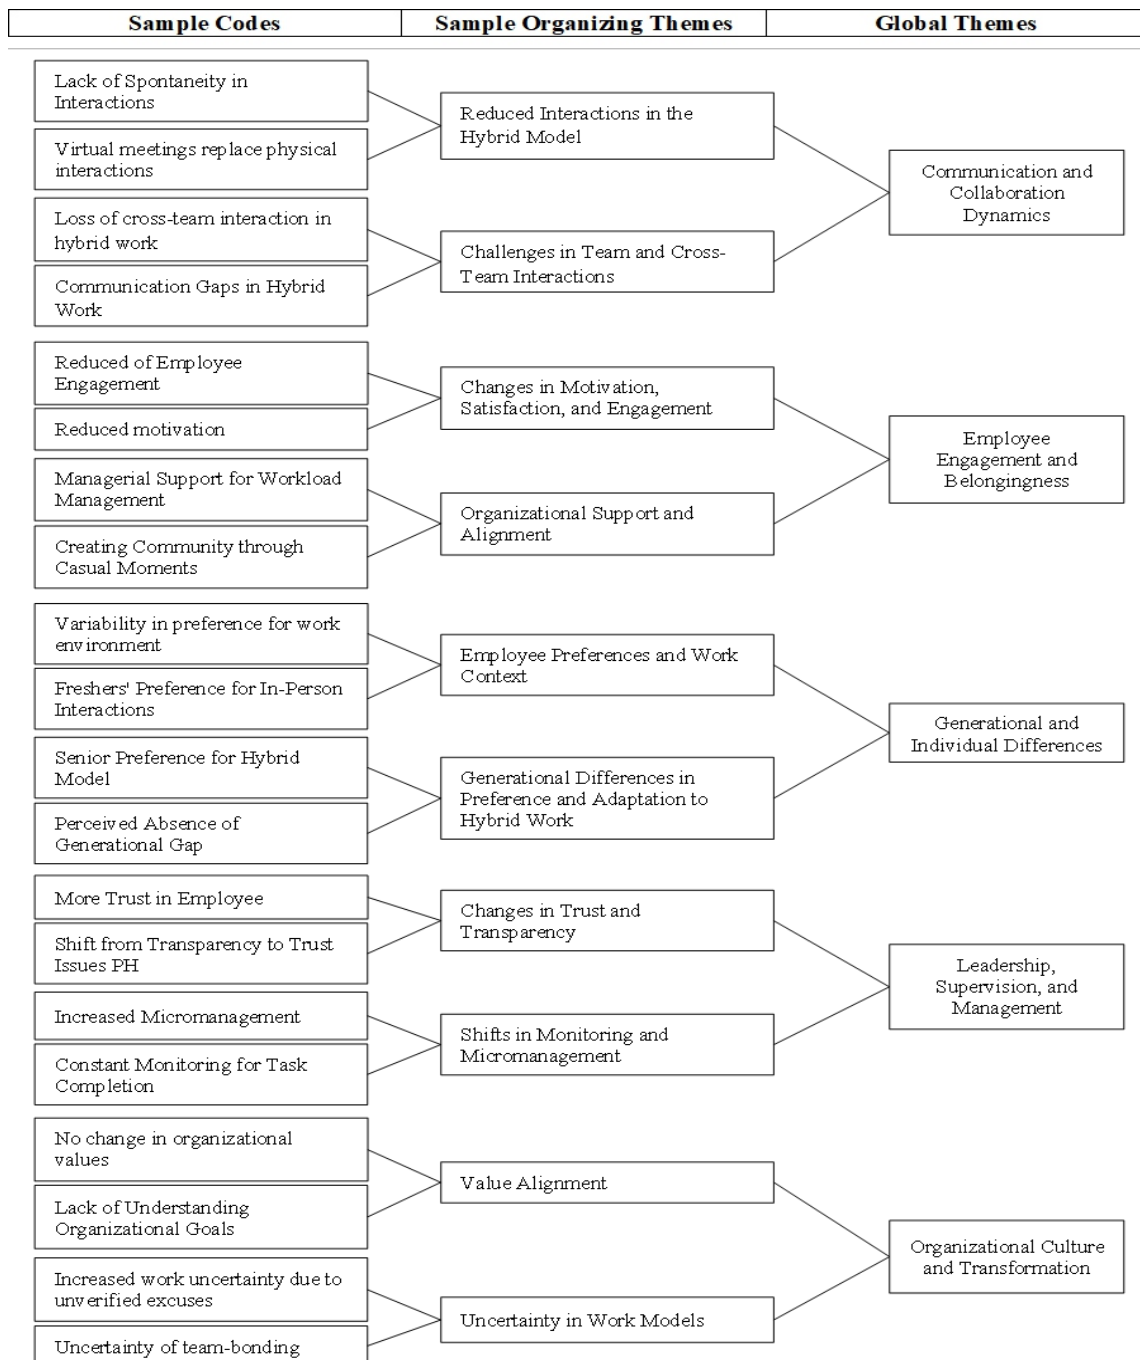 Sample Codes
Sample Organizing Themes
Global Themes
Lack of Spontaneity in
Interactions
Virtual meetings replace physical
interactions
Reduced Interactions in the
Hybrid Model
Loss of cross-team interaction in
hybrid work
Communication Gaps in Hybrid
Work
Challenges in Team and Cross-
Team Interactions
Communication and
Collaboration
Dynamics
Reduced of Employee
Engagement
Reduced motivation
Changes in Motivation,
Satisfaction, and Engagement
Managerial Support for Workload
Management
Creating Community through
Casual Moments
Organizational Support and
Alignment
Employee
Engagement and
Belongingness
Variability in preference for work
environment
Freshers' Preference for In-Person
Interactions
Employee Preferences and Work
Context
Senior Preference for Hybrid
Model
Perceived Absence of
Generational Gap
Generational Differences in
Preference and Adaptation to
Hybrid Work
Generational and
Individual Differences
More Trust in Employee
Shift from Transparency to Trust
Issues PH
Changes in Trust and
Transparency
Increased Micromanagement
Constant Monitoring for Task
Completion
Shifts in Monitoring and
Micromanagement
Leadership,
Supervision, and
Management
No change in organizational
values
Lack of Understanding
Organizational Goals
Value Alignment
Increased work uncertainty due to
unverified excuses
Uncertainty of team-bonding
Uncertainty in Work Models
Organizational Culture
and Transformation